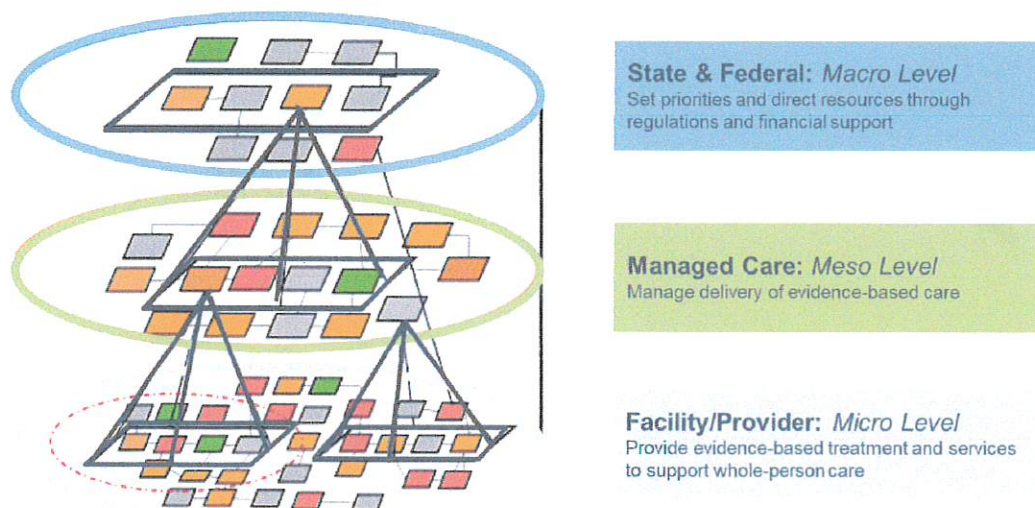 State & Federal: Macro Level
Set priorities and direct resources through
regulations and financial support
Managed Care: Meso Level
Manage delivery of evidence-based care
Facility/Provider: Micro Level
Provide evidence-based treatment and services
to support whole-person care